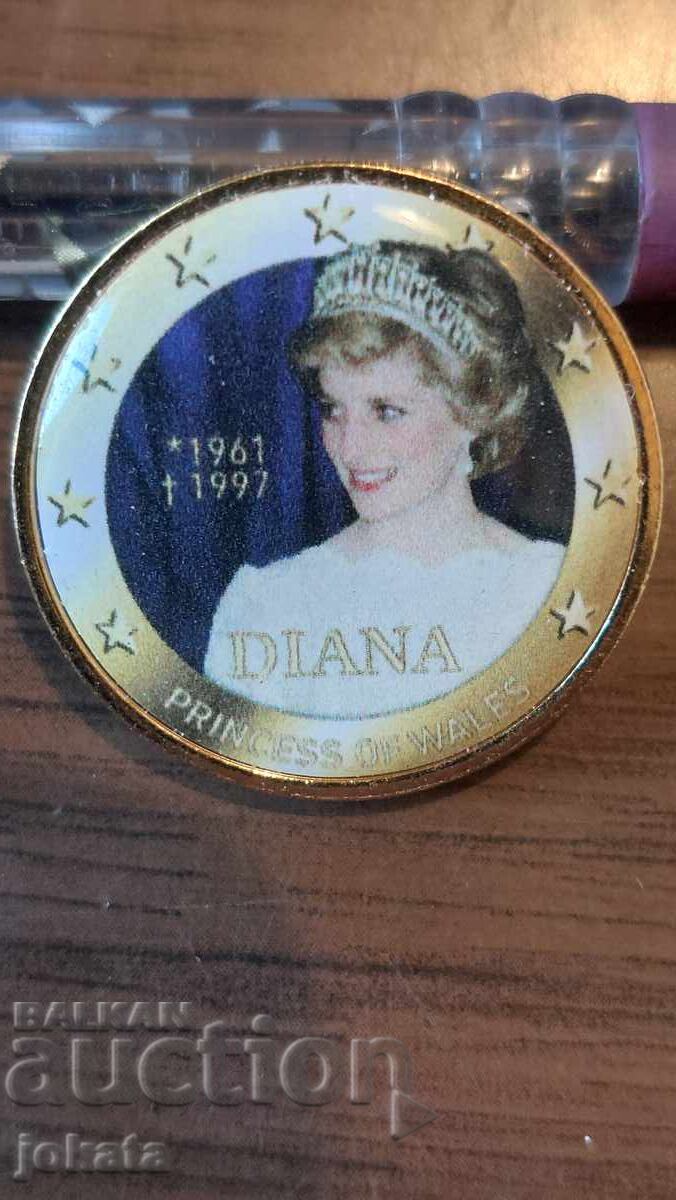 *1961
†1997
DIANA
PRINCESS OF WALES
BALKAN
auction
jokata